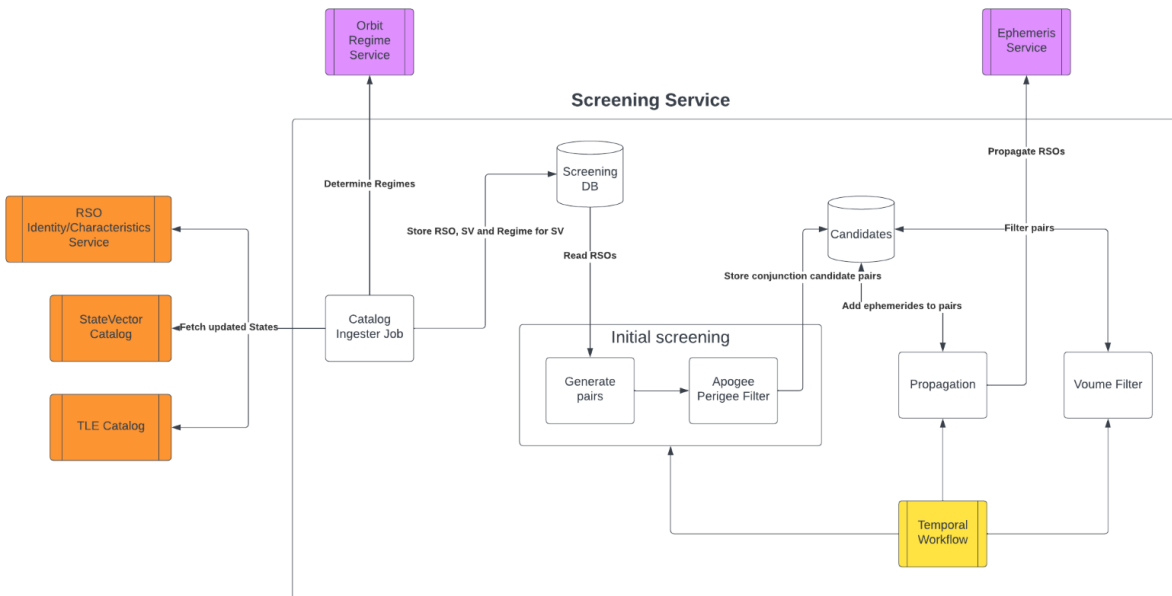 Orbit
Regime
Service
Ephemeris
Service
Screening Service
Propagate RSOs
Screening
DB
Determine Regimes
RSO
Identity/Characteristics
Service
Store RSO, SV and Regime for SV
Candidates
Filter pairs
Read RSOs
Store conjunction candidate pairs
Add ephemerides to pairs
StateVector
Catalog
Fetch updated States
Catalog
Ingester Job
Initial screening
Generate
pairs
Apogee
Perigee Filter
Propagation
Voume Filter
TLE Catalog
Temporal
Workflow